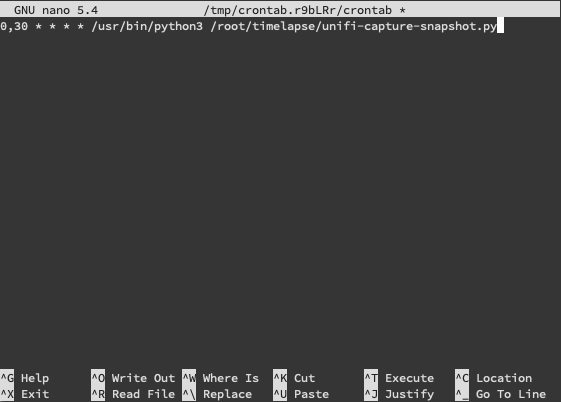 GNU nano 5.4 /tmp/crontab.r9bLRr/crontab *
0,30 * * * * /usr/bin/python3 /root/timelapse/unifi-capture-snapshot.py
^G Help ^O Write Out ^W Where Is ^K Cut ^T Execute ^C Location
^X Exit ^R Read File ^\ Replace ^U Paste ^J Justify ^_ Go To Line